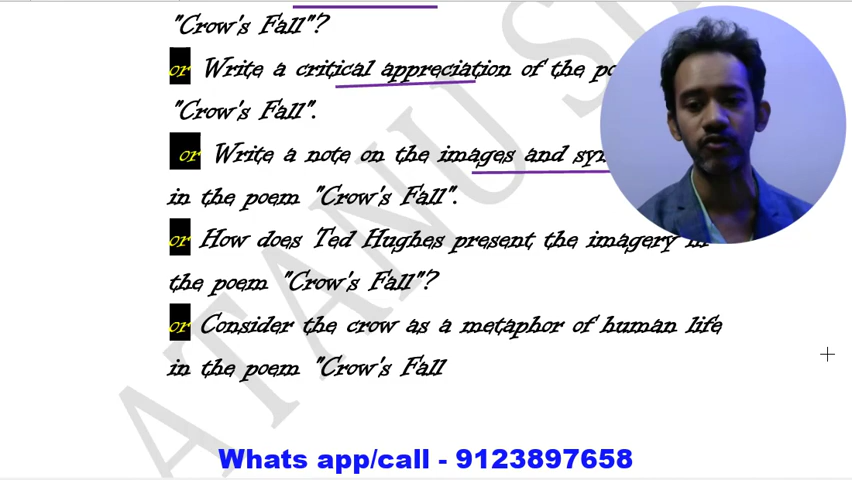 "Crow's Fall"?
or Write a critical appreciation of the
"Crow's Fall".
or Write a note on the images and
in the poem "Crow's Fall".
or How does Ted Hughes present the imagery in
the poem "Crow's Fall"?
or Consider the crow as a metaphor of human life
in the poem "Crow's Fall
ATANU
Whats app/call - 9123897658